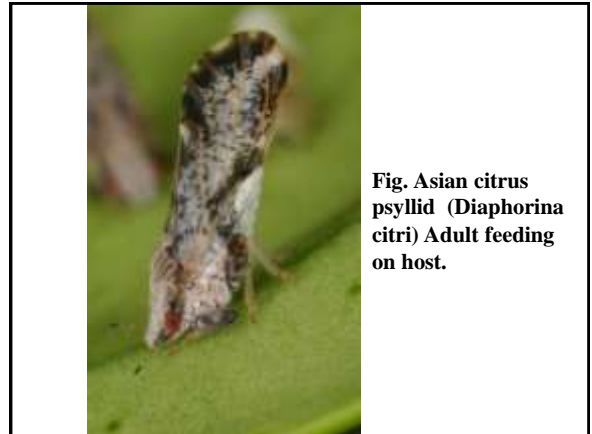 Fig. Asian citrus
psyllid (Diaphorina
citri) Adult feeding
on host.